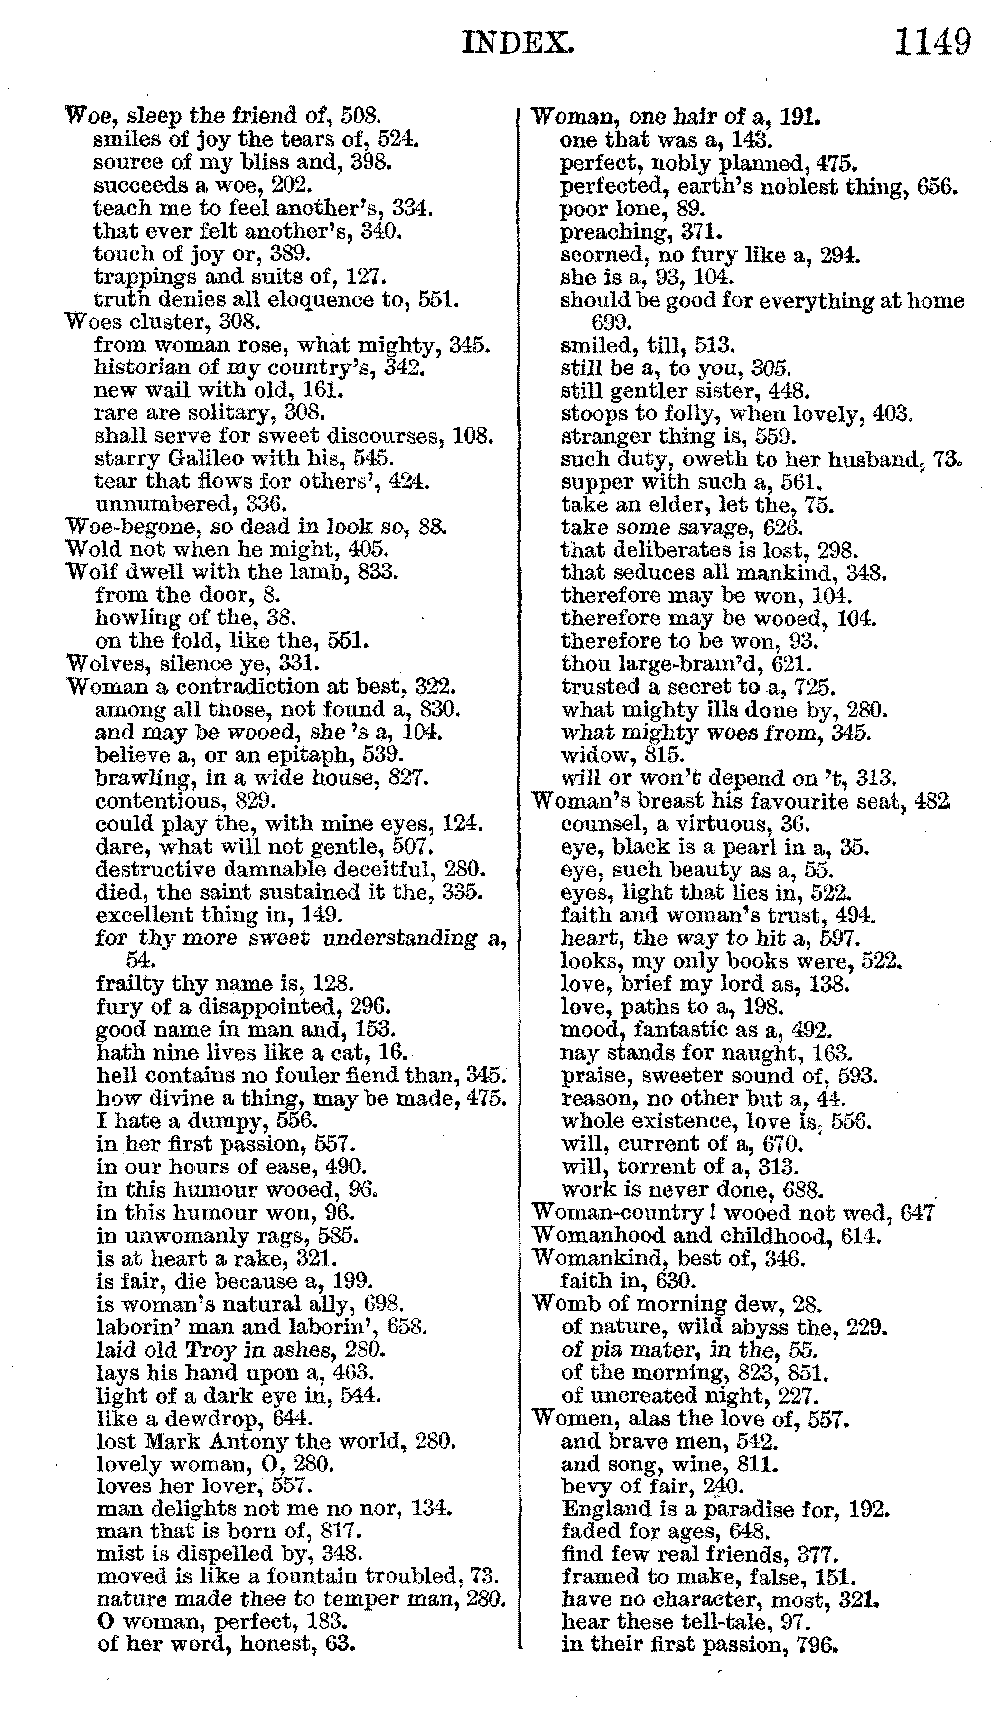 INDEX. 1149
Woe, sleep the friend of, 508.
smiles of joy the tears of, 524.
source of my bliss and, 398.
succeeds a woe, 202.
teach me to feel another's, 334.
that ever felt another's, 340.
touch of joy or, 389.
trappings and suits of, 127.
truth denies all eloquence to, 551.
Woes cluster, 308.
from woman rose, what mighty, 345.
historian of my country's, 342.
new wail with old, 161.
rare are solitary, 308.
shall serve for sweet discourses, 108.
starry Galileo with his, 545.
tear that flows for others', 424.
unnumbered, 336.
Woe-begone, so dead in look so, 88.
Wold not when he might, 405.
Wolf dwell with the lamb, 833.
from the door, 8.
howling of the, 38.
on the fold, like the, 551.
Wolves, silence ye, 331.
Woman a contradiction at best, 322.
among all those, not found a, 830.
and may be wooed, she 's a, 104.
believe a, or an epitaph, 539.
brawling, in a wide house, 827.
contentious, 829.
could play the, with mine eyes, 124.
dare, what will not gentle, 507.
destructive damnable deceitful, 280.
died, the saint sustained it the, 335.
excellent thing in, 149.
for thy more sweet understanding a,
54.
frailty thy name is, 128.
fury of a disappointed, 296.
good name in man and, 153.
hath nine lives like a cat, 16.
hell contains no fouler fiend than, 345.
how divine a thing, may be made, 475.
I hate a dumpy, 556.
in her first passion, 557.
in our hours of ease, 490.
in this humour wooed, 96.
in this humour won, 96.
in unwomanly rags, 585.
is at heart a rake, 321.
is fair, die because a, 199.
is woman's natural ally, 698.
laborin' man and laborin', 658.
laid old Troy in ashes, 280.
lays his hand upon a, 463.
light of a dark eye in, 544.
like a dewdrop, 644.
lost Mark Antony the world, 280.
lovely woman, O, 280.
loves her lover, 557.
man delights not me no nor, 134.
man that is born of, 817.
mist is dispelled by, 348.
moved is like a fountain troubled, 73.
nature made thee to temper man, 280.
O woman, perfect, 183.
of her word, honest, 63.
Woman, one hair of a, 191.
one that was a, 143.
perfect, nobly planned, 475.
perfected, earth's noblest thing, 656.
poor lone, 89.
preaching, 371.
scorned, no fury like a, 294.
she is a, 93, 104.
should be good for everything at home
699.
smiled, till, 513.
still be a, to you, 305.
still gentler sister, 448.
stoops to folly, when lovely, 403.
stranger thing is, 559.
such duty, oweth to her husband, 73.
supper with such a, 561.
take an elder, let the, 75.
take some savage, 626.
that deliberates is lost, 298.
that seduces all mankind, 348.
therefore may be won, 104.
therefore may be wooed, 104.
therefore to be won, 93.
thou large-brain'd, 621.
trusted a secret to a, 725.
what mighty ills done by, 280.
what mighty woes from, 345.
widow, 815.
will or won't depend on 't, 313.
Woman's breast his favourite seat, 482
counsel, a virtuous, 36.
eye, black is a pearl in a, 35.
eye, such beauty as a, 55.
eyes, light that lies in, 522.
faith and woman's trust, 494.
heart, the way to hit a, 597.
looks, my only books were, 522.
love, brief my lord as, 138.
love, paths to a, 198.
mood, fantastic as a, 492.
nay stands for naught, 163.
praise, sweeter sound of, 593.
reason, no other but a, 44.
whole existence, love is, 556.
will, current of a, 670.
will, torrent of a, 313.
work is never done, 688.
Woman-country! wooed not wed, 647
Womanhood and childhood, 614.
Womankind, best of, 346.
faith in, 630.
Womb of morning dew, 28.
of nature, wild abyss the, 229.
of pia mater, in the, 55.
of the morning, 823, 851.
of uncreated night, 227.
Women, alas the love of, 557.
and brave men, 542.
and song, wine, 811.
bevy of fair, 240.
England is a paradise for, 192.
faded for ages, 648.
find few real friends, 377.
framed to make, false, 151.
have no character, most, 321.
hear these tell-tale, 97.
in their first passion, 796.